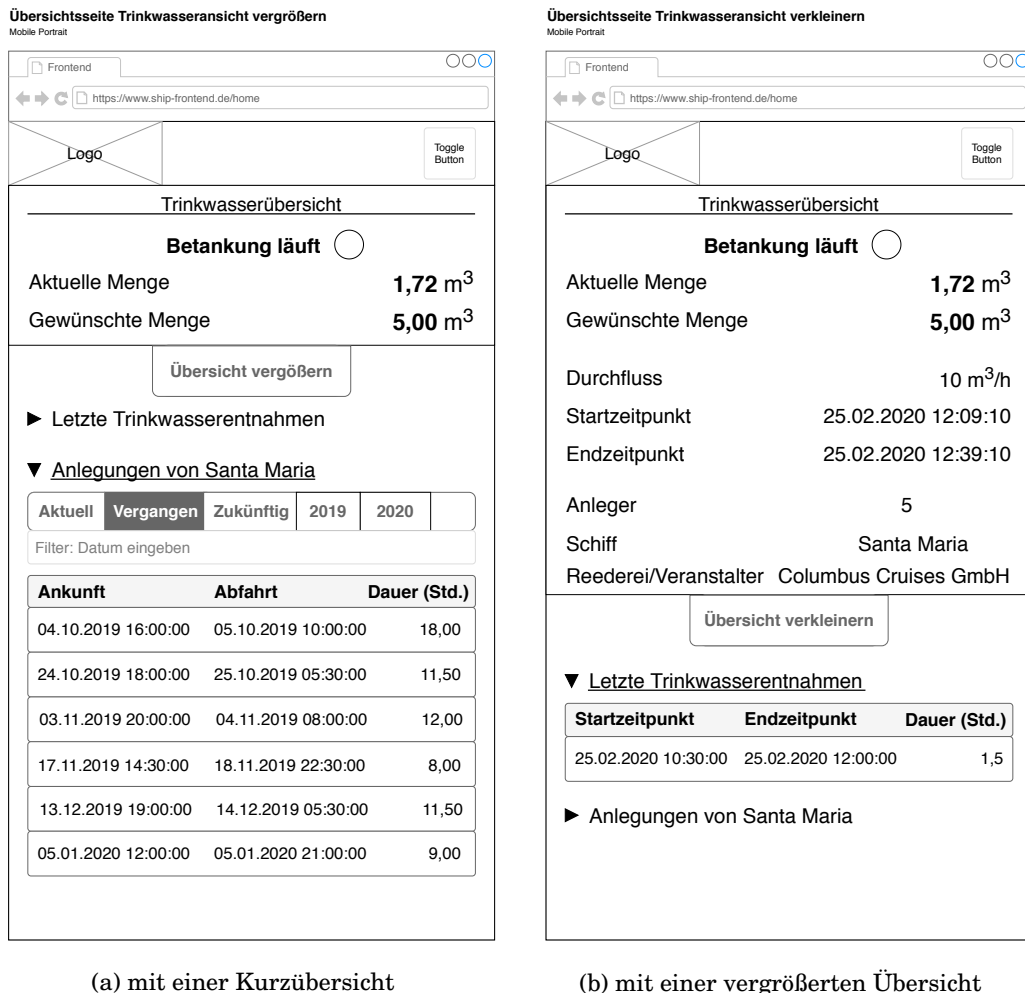 Übersichtsseite Trinkwasseransicht vergrößern
Mobile Portrait
Frontend
https://www.ship-frontend.de/home
Logo
Toggle
Button
Trinkwasserübersicht
Betankung läuft
Aktuelle Menge 1,72 m³
Gewünschte Menge 5,00 m³
Übersicht vergößern
▶ Letzte Trinkwasserentnahmen
▼ Anlegungen von Santa Maria
Aktuell Vergangen Zukünftig 2019 2020
Filter: Datum eingeben
Ankunft Abfahrt Dauer (Std.)
04.10.2019 16:00:00 05.10.2019 10:00:00 18,00
24.10.2019 18:00:00 25.10.2019 05:30:00 11,50
03.11.2019 20:00:00 04.11.2019 08:00:00 12,00
17.11.2019 14:30:00 18.11.2019 22:30:00 8,00
13.12.2019 19:00:00 14.12.2019 05:30:00 11,50
05.01.2020 12:00:00 05.01.2020 21:00:00 9,00
(a) mit einer Kurzübersicht
Übersichtsseite Trinkwasseransicht verkleinern
Mobile Portrait
Frontend
https://www.ship-frontend.de/home
Logo
Toggle
Button
Trinkwasserübersicht
Betankung läuft
Aktuelle Menge 1,72 m³
Gewünschte Menge 5,00 m³
Durchfluss 10 m³/h
Startzeitpunkt 25.02.2020 12:09:10
Endzeitpunkt 25.02.2020 12:39:10
Anleger 5
Schiff Santa Maria
Reederei/Veranstalter Columbus Cruises GmbH
Übersicht verkleinern
▼ Letzte Trinkwasserentnahmen
Startzeitpunkt Endzeitpunkt Dauer (Std.)
25.02.2020 10:30:00 25.02.2020 12:00:00 1,5
▶ Anlegungen von Santa Maria
(b) mit einer vergrößerten Übersicht